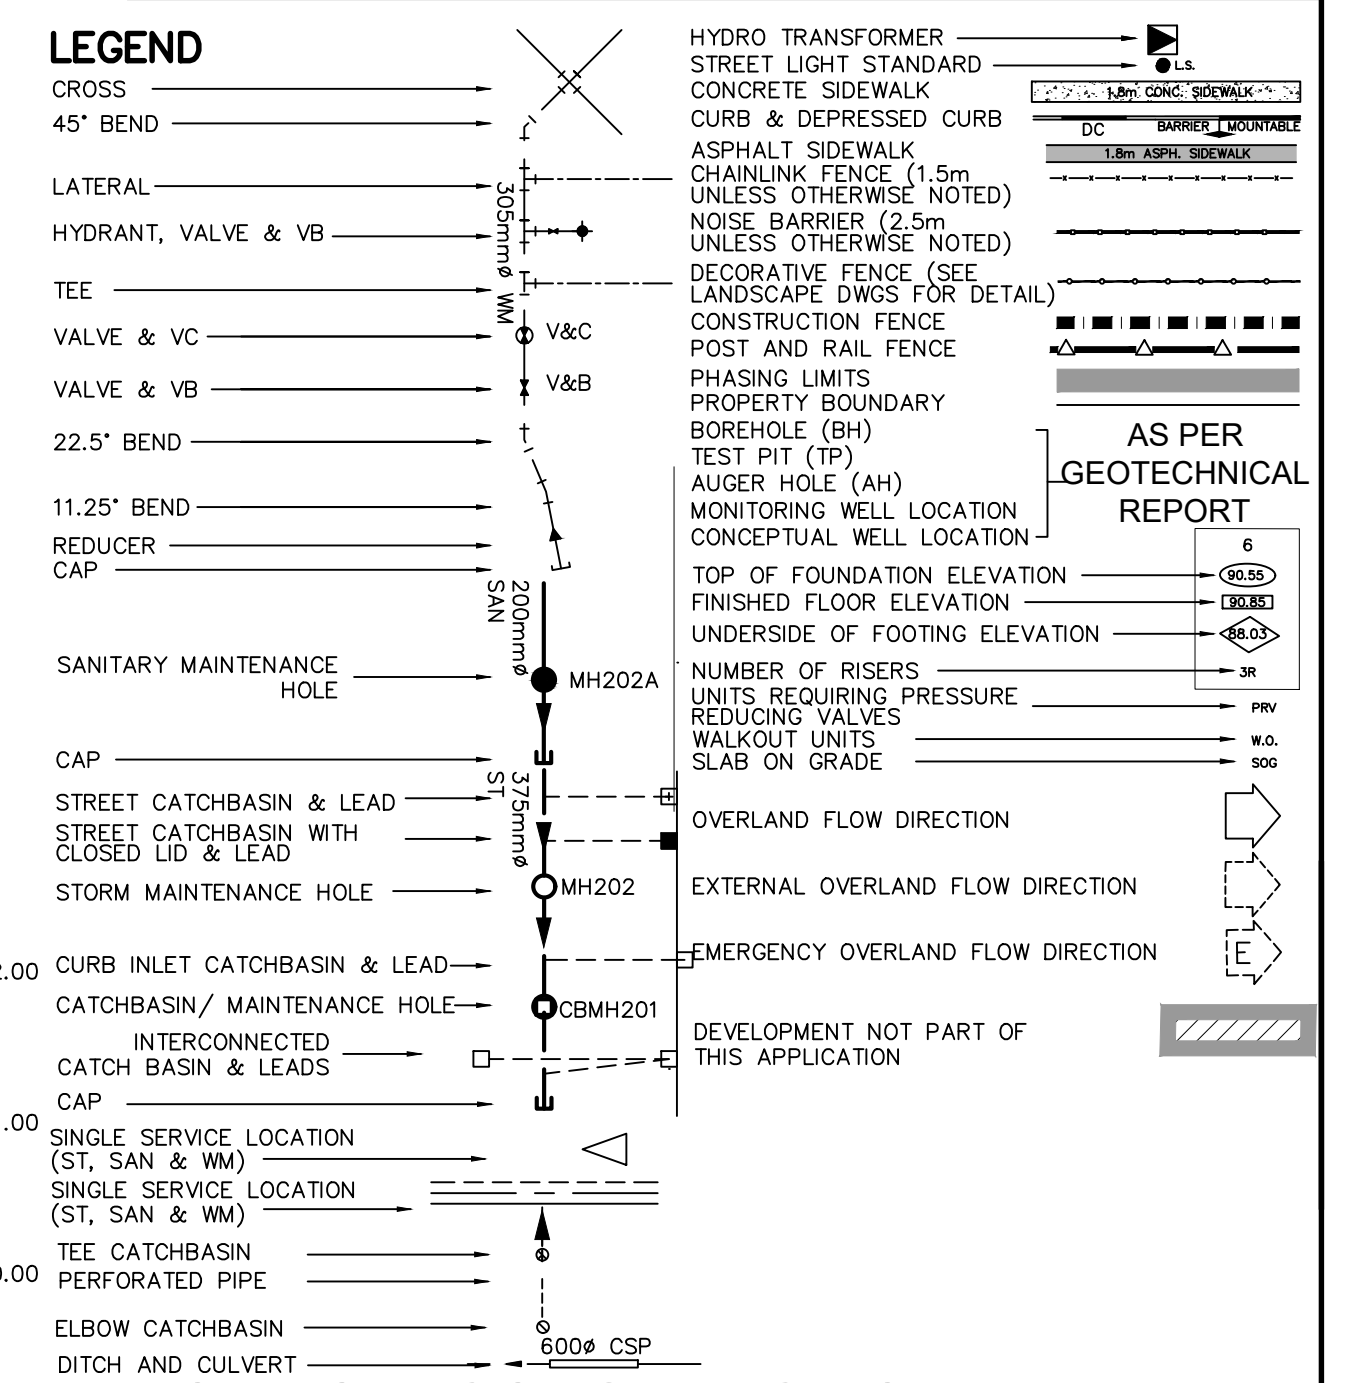 LEGEND
CROSS
45° BEND
LATERAL
HYDRANT, VALVE & VB
TEE
VALVE & VC
VALVE & VB
22.5° BEND
11.25° BEND
REDUCER
CAP
SANITARY MAINTENANCE
HOLE
CAP
STREET CATCHBASIN & LEAD
STREET CATCHBASIN WITH
CLOSED LID & LEAD
STORM MAINTENANCE HOLE
CURB INLET CATCHBASIN & LEAD
CATCHBASIN/ MAINTENANCE HOLE
INTERCONNECTED
CATCH BASIN & LEADS
CAP
SINGLE SERVICE LOCATION
(ST, SAN & WM)
SINGLE SERVICE LOCATION
(ST, SAN & WM)
TEE CATCHBASIN
PERFORATED PIPE
ELBOW CATCHBASIN
DITCH AND CULVERT
305mmø WM
V&C
V&B
200mmø
SAN
MH202A
375mmø
ST
MH202
CBMH201
600ø CSP
HYDRO TRANSFORMER
STREET LIGHT STANDARD
L.S.
CONCRETE SIDEWALK
1.8m CONC. SIDEWALK
CURB & DEPRESSED CURB
DC
BARRIER
MOUNTABLE
ASPHALT SIDEWALK
1.8m ASPH. SIDEWALK
CHAINLINK FENCE (1.5m
UNLESS OTHERWISE NOTED)
NOISE BARRIER (2.5m
UNLESS OTHERWISE NOTED)
DECORATIVE FENCE (SEE
LANDSCAPE DWGS FOR DETAIL)
CONSTRUCTION FENCE
POST AND RAIL FENCE
PHASING LIMITS
PROPERTY BOUNDARY
BOREHOLE (BH)
TEST PIT (TP)
AUGER HOLE (AH)
MONITORING WELL LOCATION
CONCEPTUAL WELL LOCATION
AS PER
GEOTECHNICAL
REPORT
6
TOP OF FOUNDATION ELEVATION
90.55
FINISHED FLOOR ELEVATION
90.85
UNDERSIDE OF FOOTING ELEVATION
88.03
NUMBER OF RISERS
3R
UNITS REQUIRING PRESSURE
REDUCING VALVES
PRV
WALKOUT UNITS
W.O.
SLAB ON GRADE
SOG
OVERLAND FLOW DIRECTION
EXTERNAL OVERLAND FLOW DIRECTION
EMERGENCY OVERLAND FLOW DIRECTION
E
DEVELOPMENT NOT PART OF
THIS APPLICATION